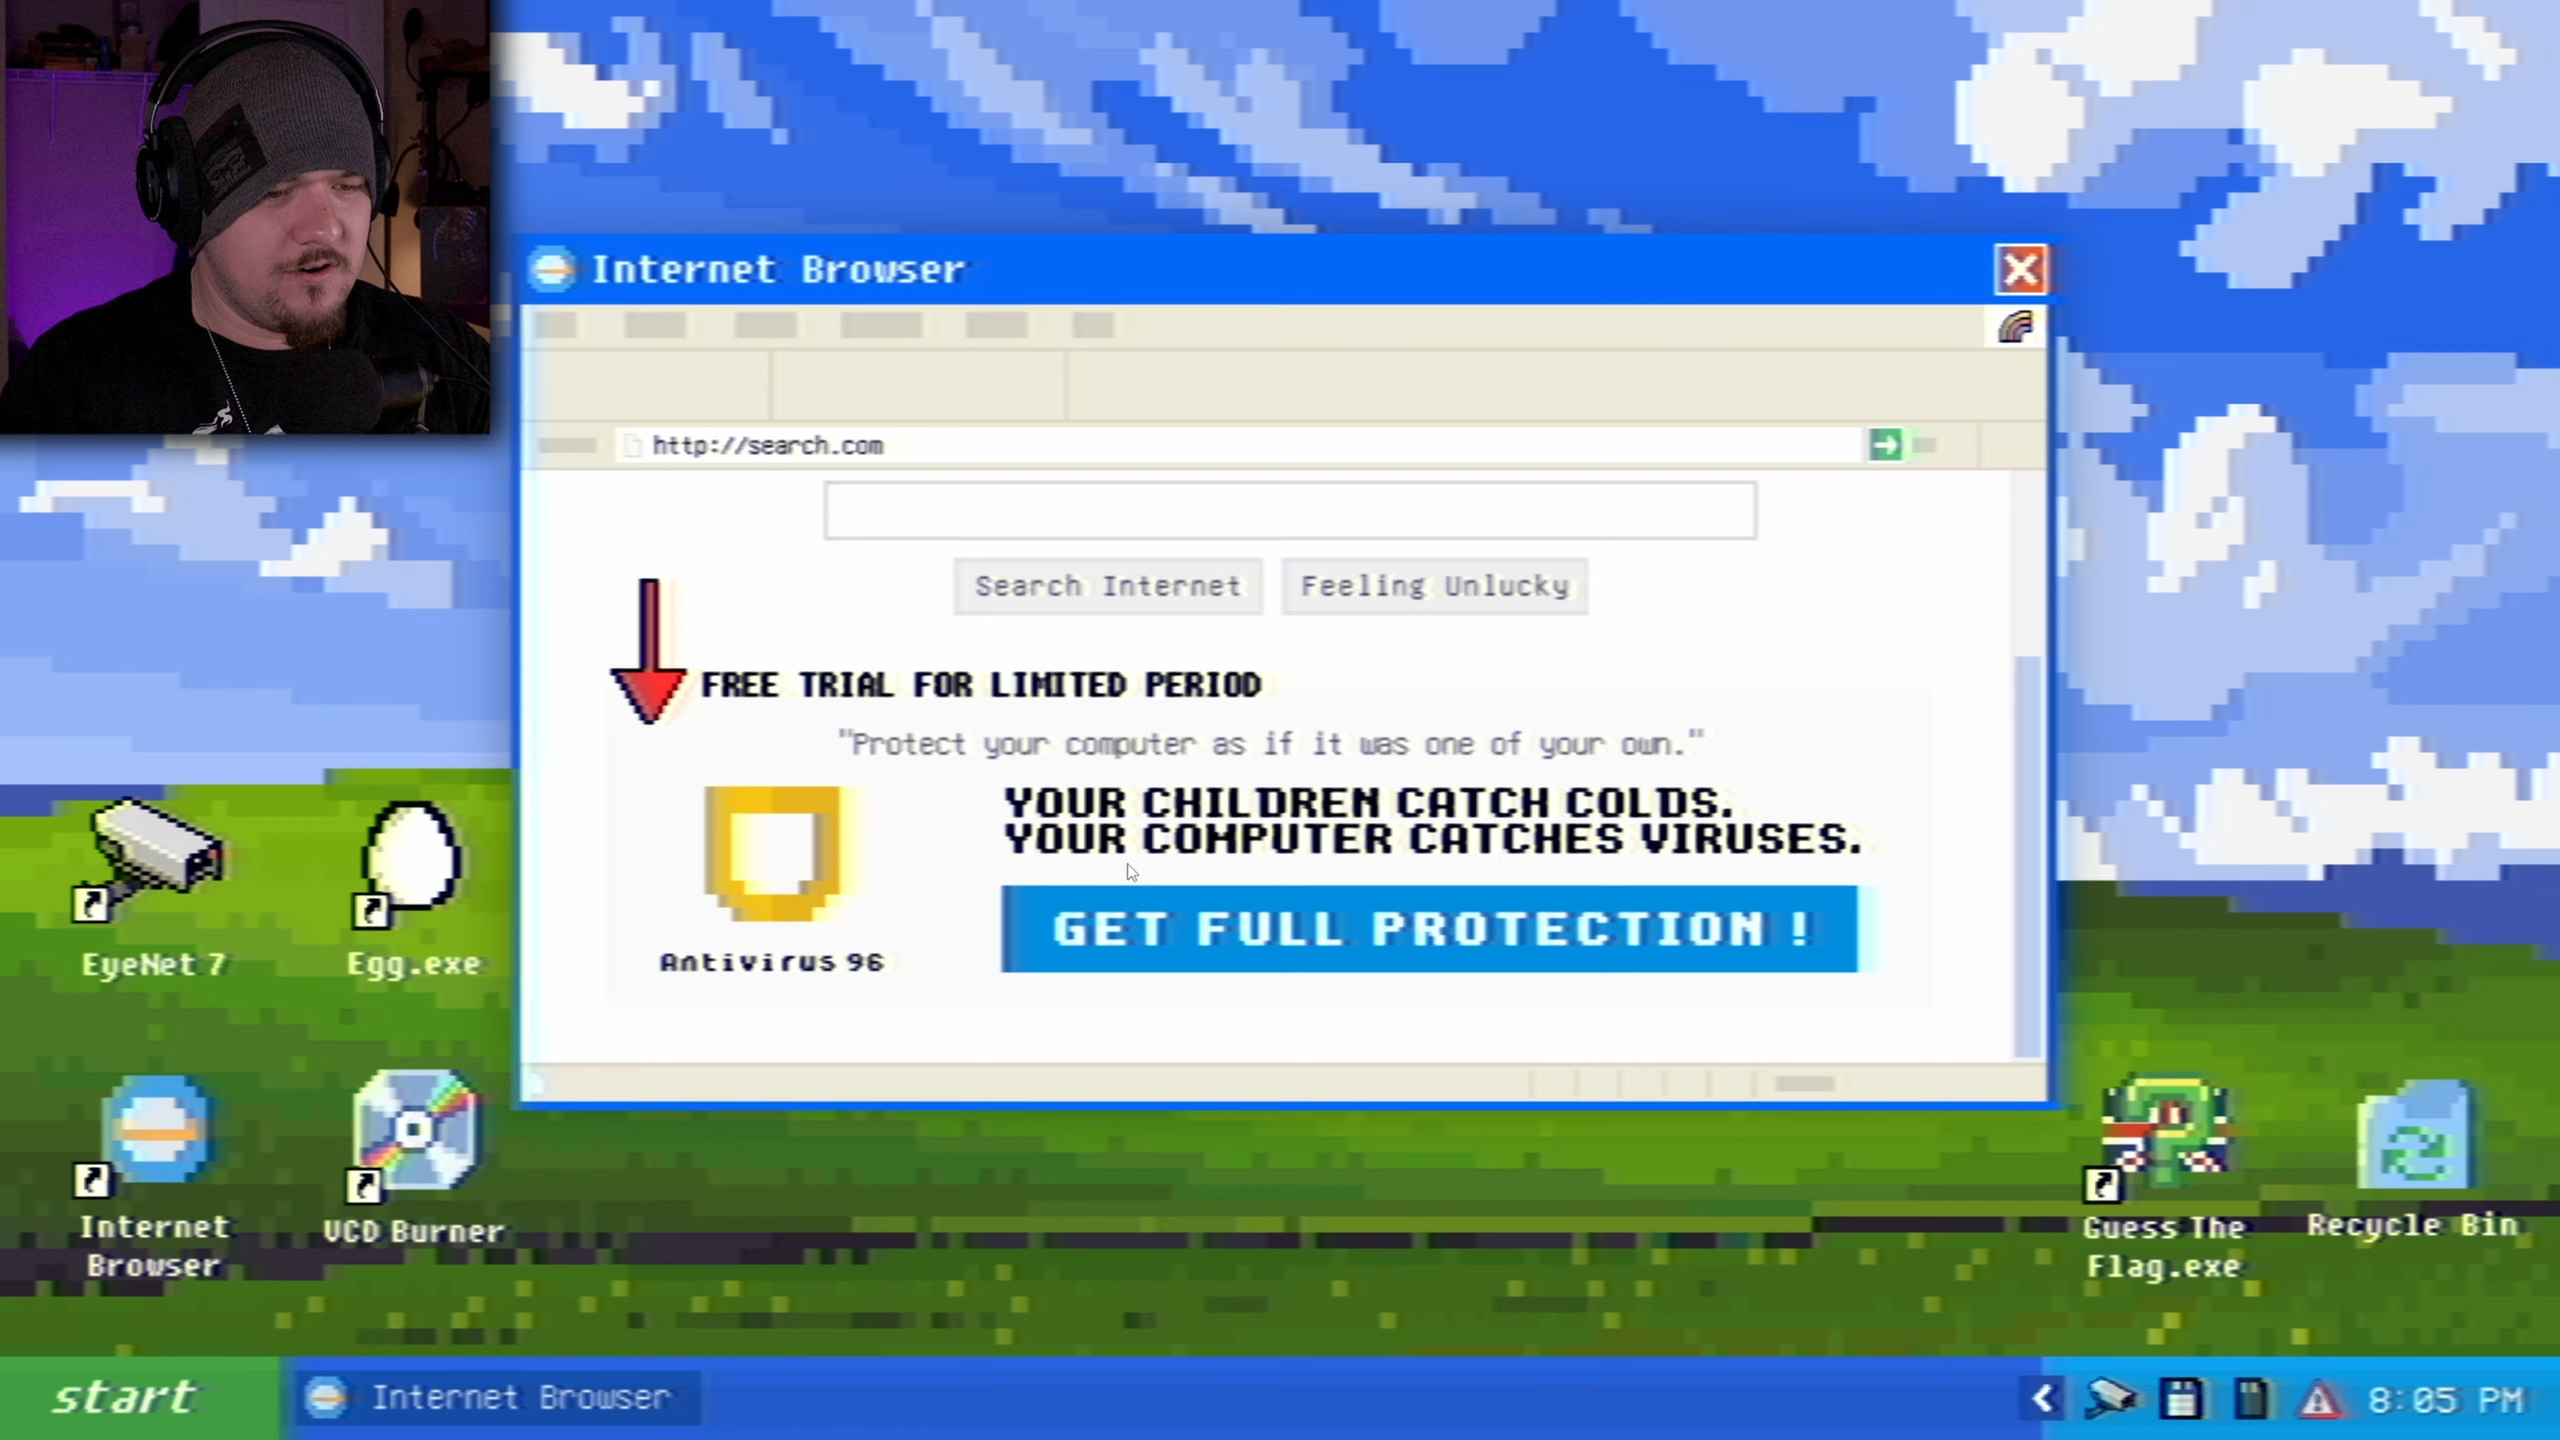 Internet Browser
http://search.com
Search Internet
Feeling Unlucky
FREE TRIAL FOR LIMITED PERIOD
"Protect your computer as if it was one of your own."
YOUR CHILDREN CATCH COLDS.
YOUR COMPUTER CATCHES VIRUSES.
GET FULL PROTECTION !
Antivirus 96
EyeNet 7
Egg.exe
Internet
Browser
VCD Burner
Guess The
Flag.exe
Recycle Bin
start
Internet Browser
8:05 PM